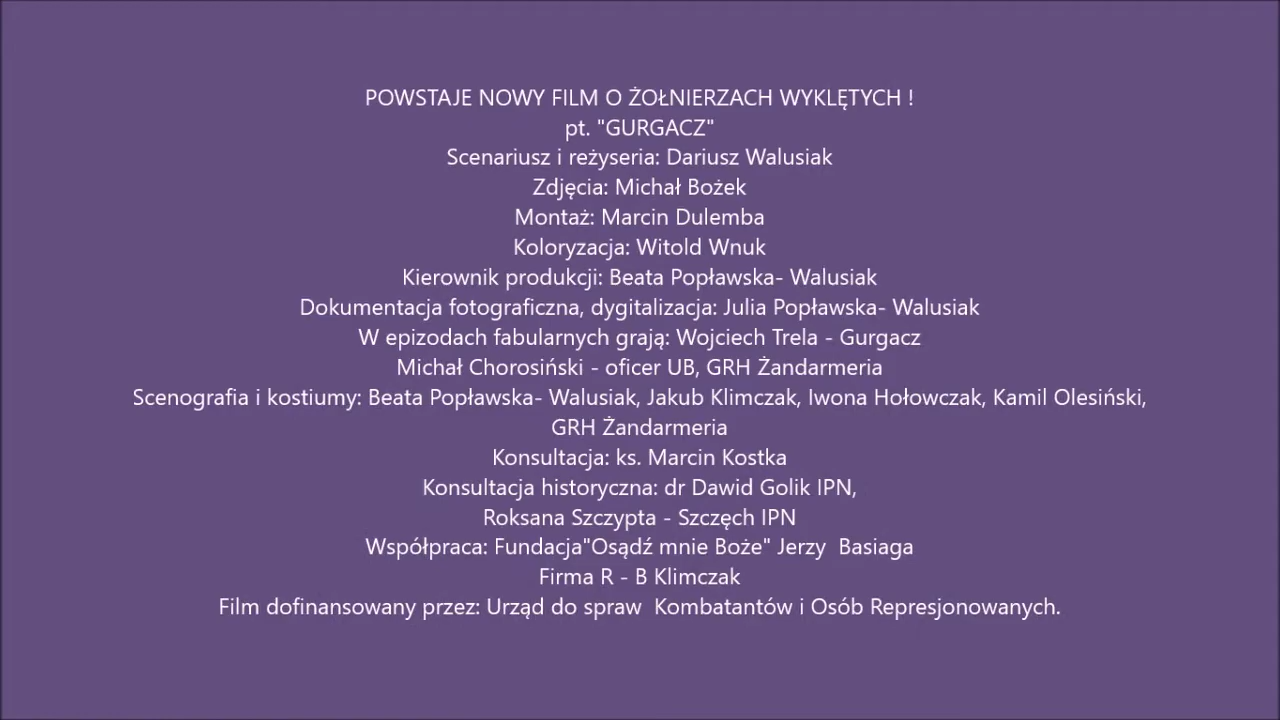 POWSTAJE NOWY FILM O ŻOŁNIERZACH WYKLĘTYCH !
pt. "GURGACZ"
Scenariusz i reżyseria: Dariusz Walusiak
Zdjęcia: Michał Bożek
Montaż: Marcin Dulemba
Koloryzacja: Witold Wnuk
Kierownik produkcji: Beata Popławska- Walusiak
Dokumentacja fotograficzna, dygitalizacja: Julia Popławska- Walusiak
W epizodach fabularnych grają: Wojciech Trela - Gurgacz
Michał Chorosiński - oficer UB, GRH Żandarmeria
Scenografia i kostiumy: Beata Popławska- Walusiak, Jakub Klimczak, Iwona Hołowczak, Kamil Olesiński,
GRH Żandarmeria
Konsultacja: ks. Marcin Kostka
Konsultacja historyczna: dr Dawid Golik IPN,
Roksana Szczypta - Szczęch IPN
Współpraca: Fundacja"Osądź mnie Boże" Jerzy  Basiaga
Firma R - B Klimczak
Film dofinansowany przez: Urząd do spraw  Kombatantów i Osób Represjonowanych.